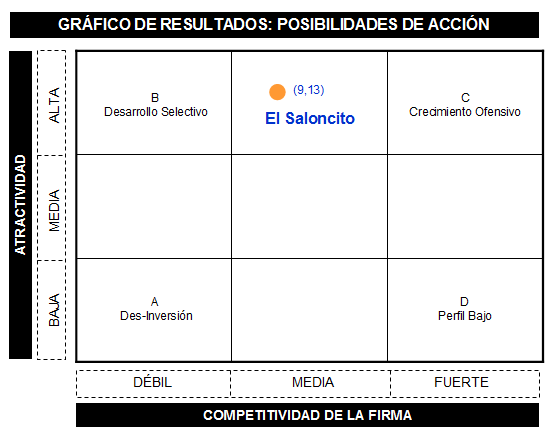 GRÁFICO DE RESULTADOS: POSIBILIDADES DE ACCIÓN
ATRACTIVIDAD
ALTA
MEDIA
BAJA
B
Desarrollo Selectivo
(9,13)
El Saloncito
C
Crecimiento Ofensivo
A
Des-Inversión
D
Perfil Bajo
DÉBIL
MEDIA
FUERTE
COMPETITIVIDAD DE LA FIRMA